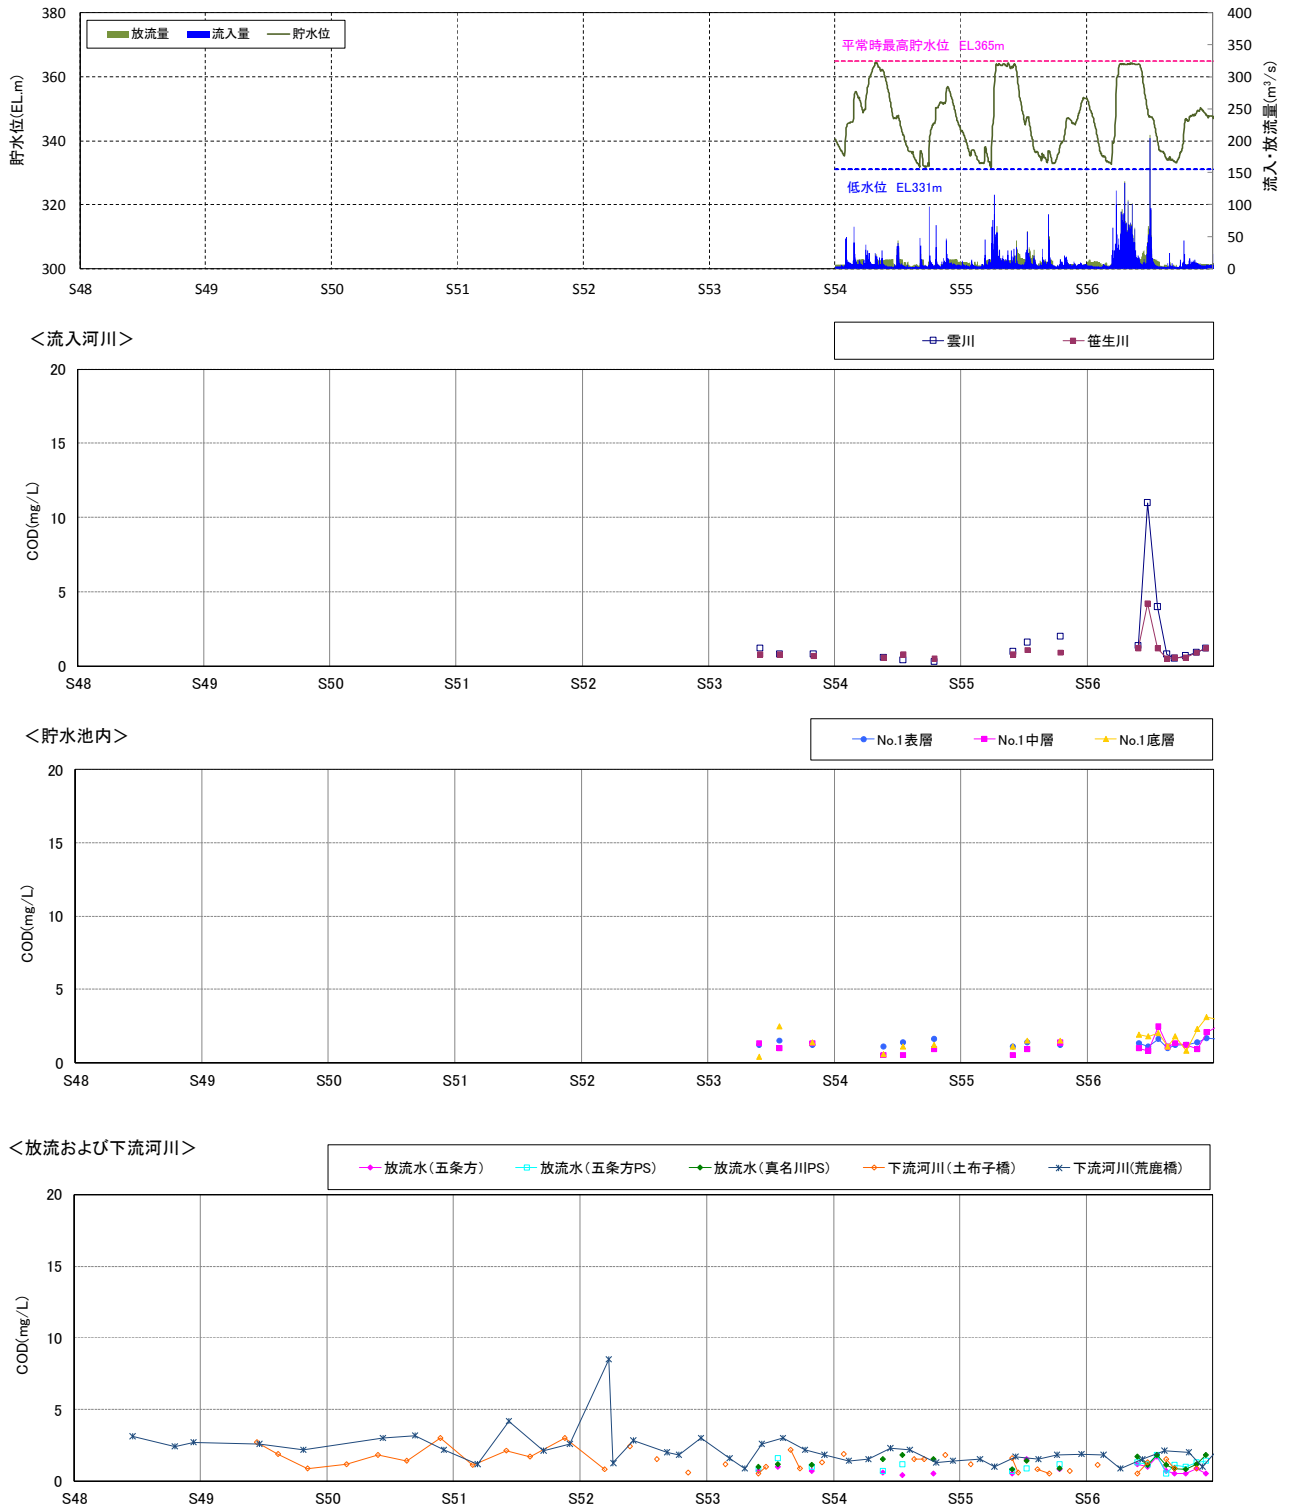 380
360
340
320
300
貯水位(EL.m)
放流量 流入量 貯水位
平常時最高貯水位 EL365m
低水位 EL331m
400
350
300
250
200
150
100
50
0
流入・放流量(m³/s)
S48 S49 S50 S51 S52 S53 S54 S55 S56
＜流入河川＞
雲川 笹生川
20
15
10
5
0
COD(mg/L)
S48 S49 S50 S51 S52 S53 S54 S55 S56
＜貯水池内＞
No.1表層 No.1中層 No.1底層
20
15
10
5
0
COD(mg/L)
S48 S49 S50 S51 S52 S53 S54 S55 S56
＜放流および下流河川＞
放流水(五条方) 放流水(五条方PS) 放流水(真名川PS) 下流河川(土布子橋) 下流河川(荒鹿橋)
20
15
10
5
0
COD(mg/L)
S48 S49 S50 S51 S52 S53 S54 S55 S56